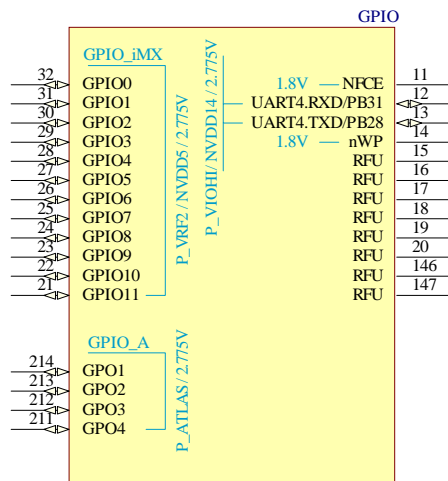 GPIO
GPIO_iMX
32 GPIO0
31 GPIO1
30 GPIO2
29 GPIO3
28 GPIO4
27 GPIO5
26 GPIO6
25 GPIO7
24 GPIO8
23 GPIO9
22 GPIO10
21 GPIO11
P_VRF2 / NVDD5 / 2.775V
P_VIOHI/ NVDD14 / 2.775V
1.8V NFCE 11
UART4.RXD/PB31 12
UART4.TXD/PB28 13
1.8V nWP 14
RFU 15
RFU 16
RFU 17
RFU 18
RFU 19
RFU 20
RFU 146
RFU 147
GPIO_A
214 GPO1
213 GPO2
212 GPO3
211 GPO4
P_ATLAS / 2.775V